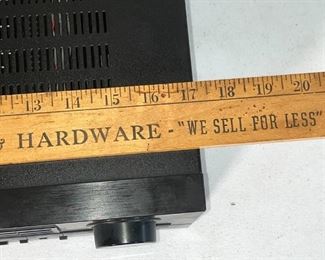 13 14 15 16 17 18 19 20
& HARDWARE - "WE SELL FOR LESS"